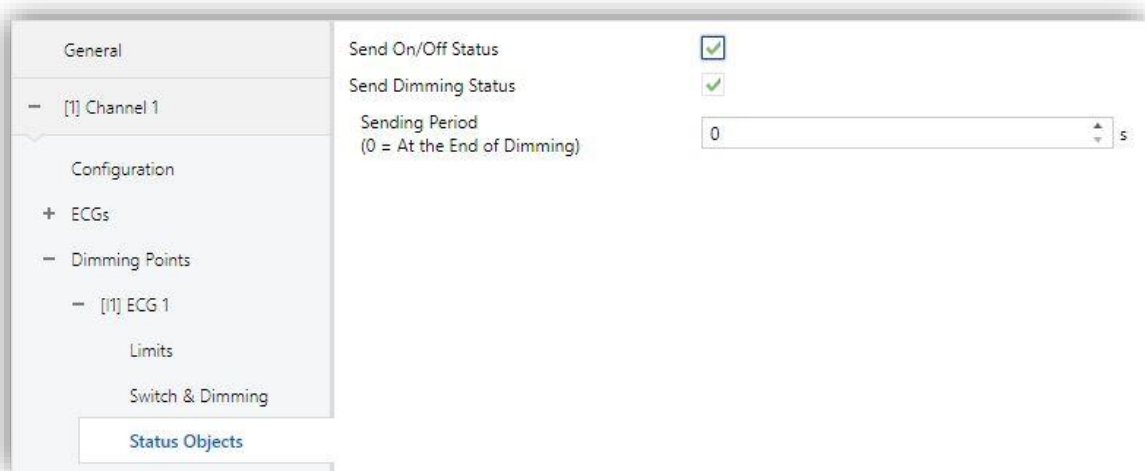 General
[1] Channel 1
Configuration
ECGs
Dimming Points
[I1] ECG 1
Limits
Switch & Dimming
Status Objects
Send On/Off Status
Send Dimming Status
Sending Period
(0 = At the End of Dimming)
0
s